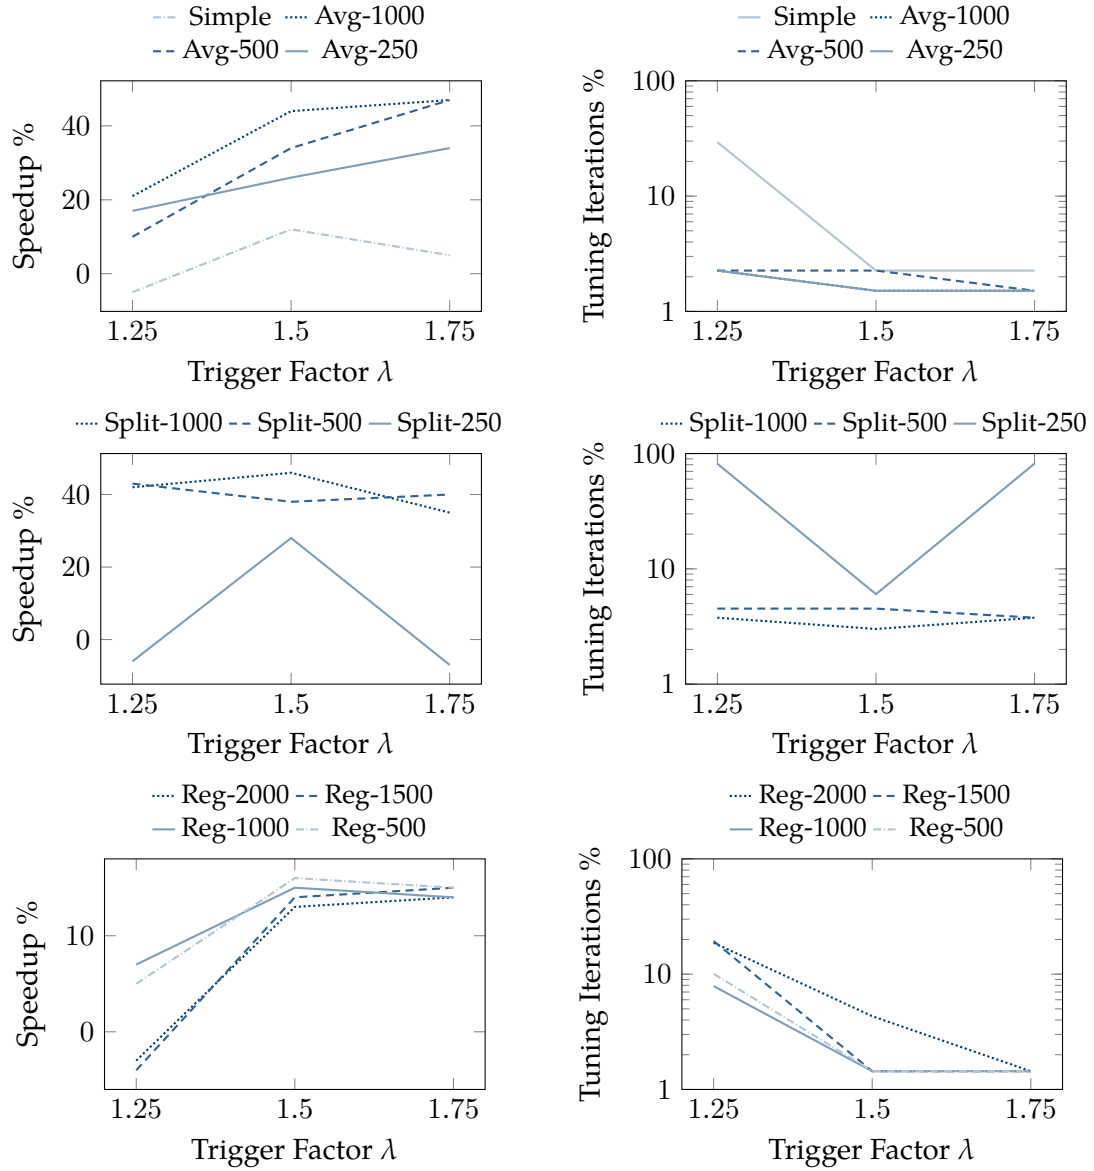 Simple Avg-1000
Avg-500 Avg-250
Speedup %
40
20
0
1.25 1.5 1.75
Trigger Factor λ
Simple Avg-1000
Avg-500 Avg-250
Tuning Iterations %
100
10
1
1.25 1.5 1.75
Trigger Factor λ
Split-1000 Split-500 Split-250
Speedup %
40
20
0
1.25 1.5 1.75
Trigger Factor λ
Split-1000 Split-500 Split-250
Tuning Iterations %
100
10
1
1.25 1.5 1.75
Trigger Factor λ
Reg-2000 Reg-1500
Reg-1000 Reg-500
Speedup %
10
0
1.25 1.5 1.75
Trigger Factor λ
Reg-2000 Reg-1500
Reg-1000 Reg-500
Tuning Iterations %
100
10
1
1.25 1.5 1.75
Trigger Factor λ